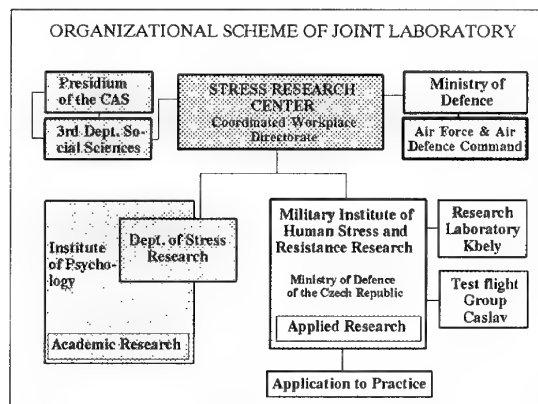 ORGANIZATIONAL SCHEME OF JOINT LABORATORY
Presidium
of the CAS
3rd Dept. So-
cial Sciences
STRESS RESEARCH
CENTER
Coordinated Workplace
Directorate
Ministry of
Defence
Air Force & Air
Defence Command
Institute
of Psycho-
logy
Dept. of Stress
Research
Academic Research
Military Institute of
Human Stress and
Resistance Research
Ministry of Defence
of the Czech Republic
Applied Research
Research
Laboratory
Kbely
Test flight
Group
Caslav
Application to Practice